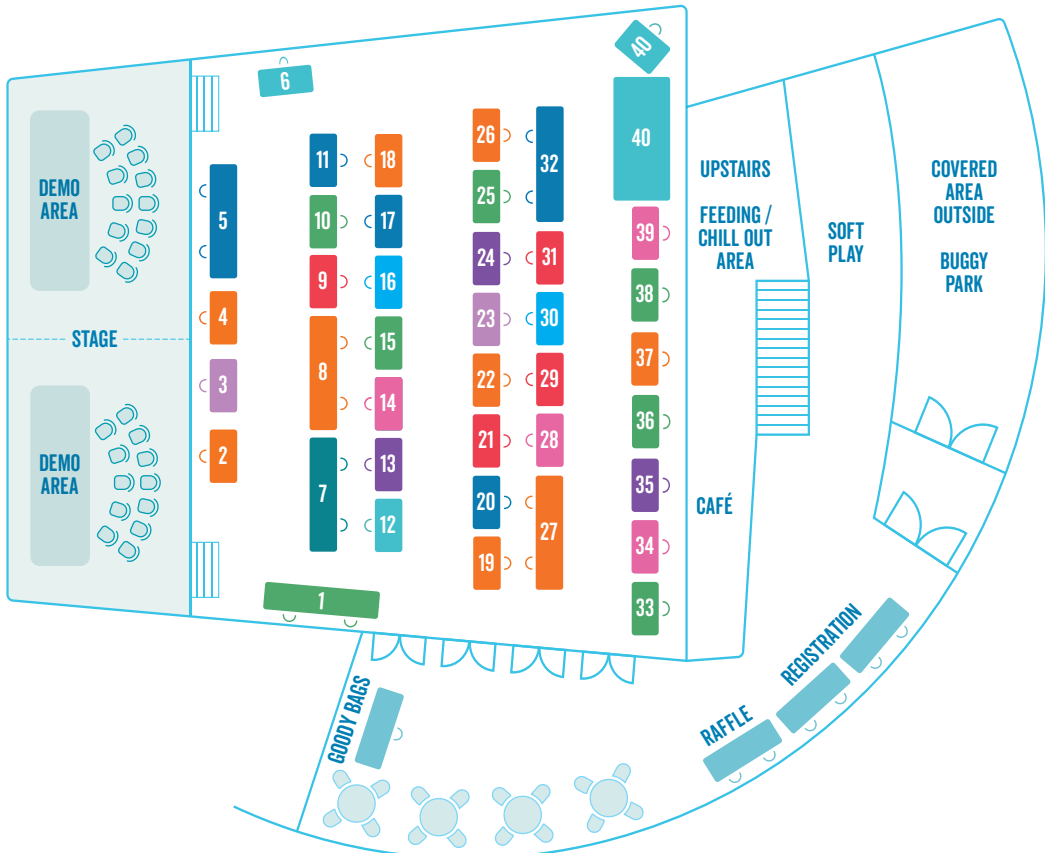 40
6
40
26
32
11
18
DEMO
AREA
5
UPSTAIRS
COVERED
AREA
OUTSIDE
25
10
17
39
FEEDING /
CHILL OUT
AREA
SOFT
PLAY
24
31
BUGGY
PARK
9
16
38
4
23
30
STAGE
15
37
8
3
22
29
14
36
21
28
2
DEMO
AREA
13
35
7
20
27
CAFÉ
12
34
19
1
33
REGISTRATION
GOODY BAGS
RAFFLE